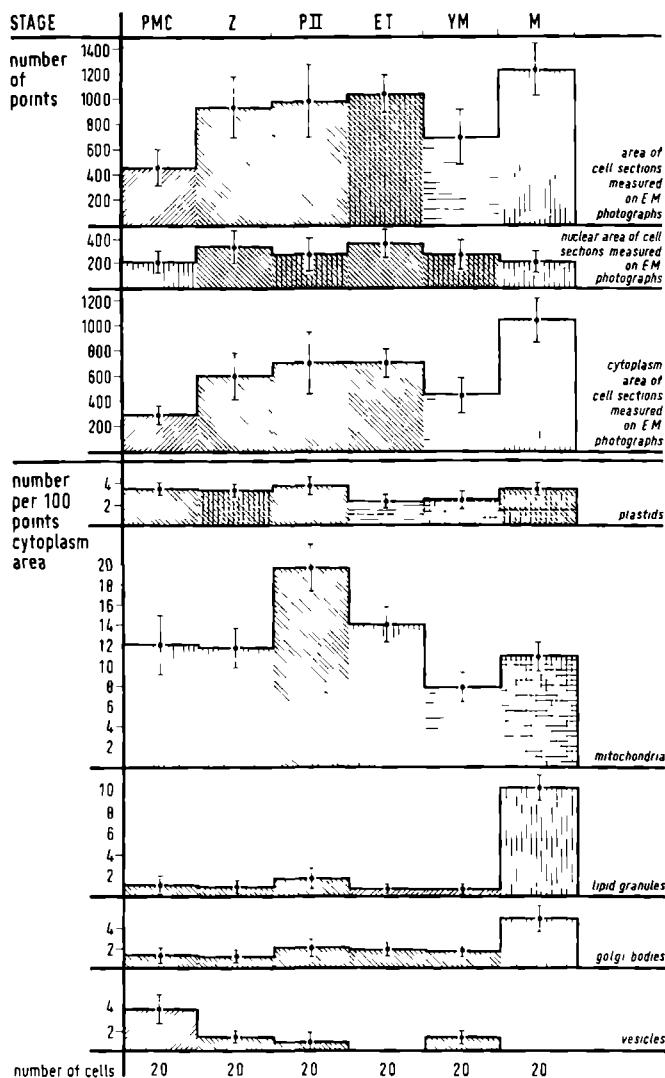 STAGE PMC Z PII ET YM M
number of points
1400
1200
1000
800
600
400
200
area of
cell sections
measured
on EM
photographs
400
200
nuclear area of cell
sections measured
on EM
photographs
1200
1000
800
600
400
200
cytoplasm
area of
cell sections
measured
on EM
photographs
number
per 100
points
cytoplasm
area
4
2
plastids
20
18
16
14
12
10
8
6
4
2
mitochondria
10
8
6
4
2
lipid granules
4
2
golgi bodies
4
2
vesicles
number of cells 20 20 20 20 20 20